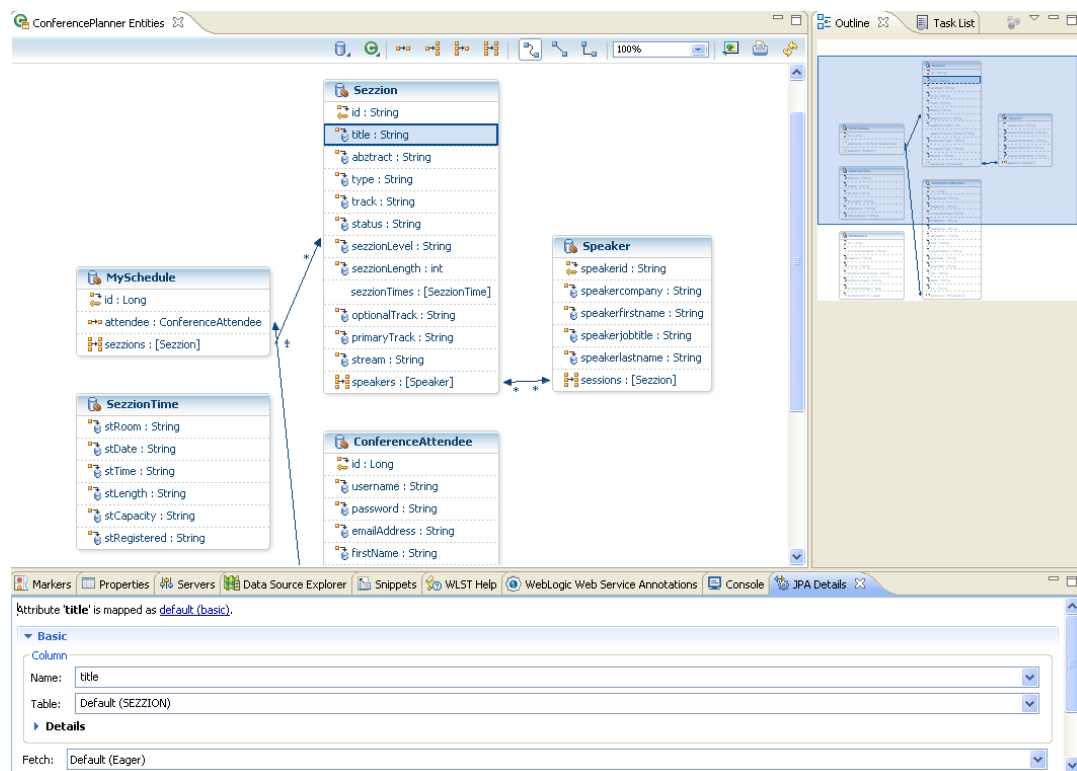 ConferencePlanner Entities
Outline
Task List
100%
Sezzion
id : String
title : String
abztract : String
type : String
track : String
status : String
sezzionLevel : String
sezzionLength : int
sezzionTimes : [SezzionTime]
optionalTrack : String
primaryTrack : String
stream : String
speakers : [Speaker]
Speaker
speakerid : String
speakercompany : String
speakerfirstname : String
speakerjobtitle : String
speakerlastname : String
sessions : [Sezzion]
* *
MySchedule
id : Long
attendee : ConferenceAttendee
sezzions : [Sezzion]
*
SezzionTime
stRoom : String
stDate : String
stTime : String
stLength : String
stCapacity : String
stRegistered : String
ConferenceAttendee
id : Long
username : String
password : String
emailAddress : String
firstName : String
Markers Properties Servers Data Source Explorer Snippets WLST Help WebLogic Web Service Annotations Console JPA Details
Attribute 'title' is mapped as default (basic).
Basic
Column
Name: title
Table: Default (SEZZION)
Details
Fetch: Default (Eager)